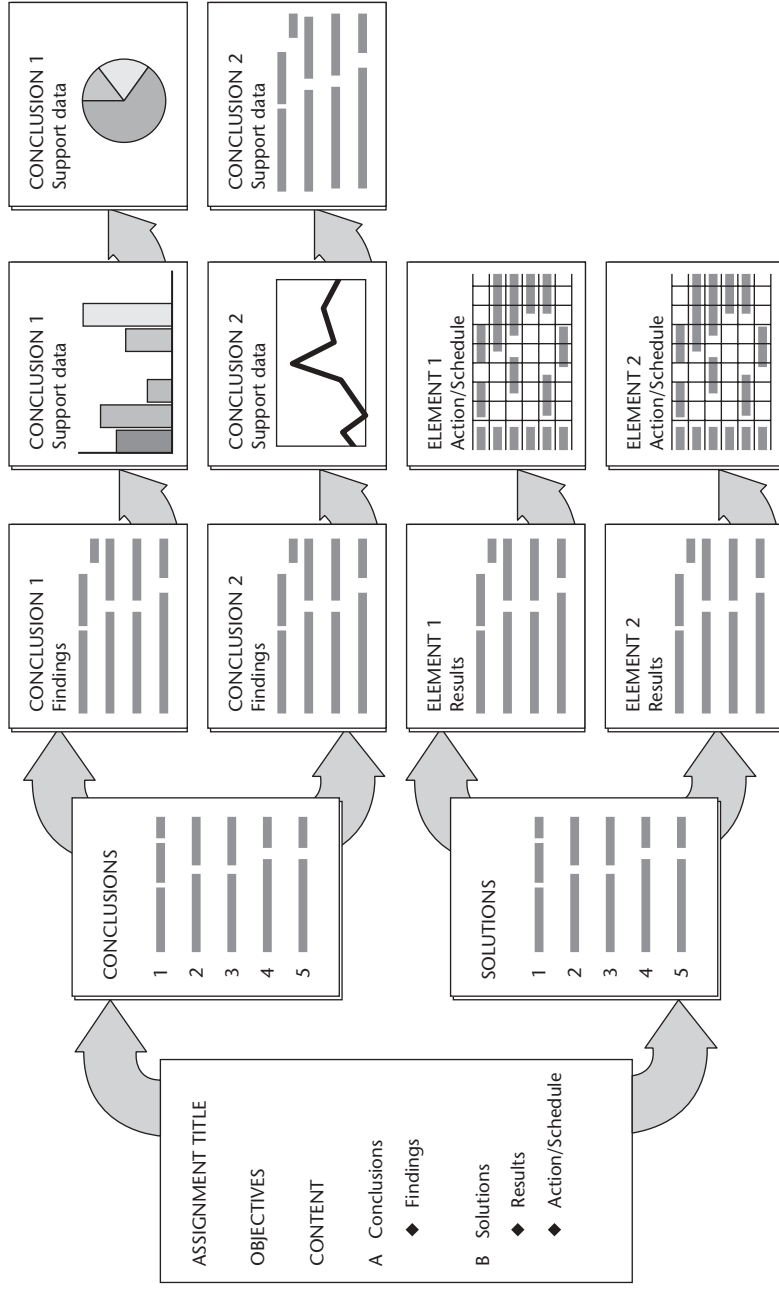 ASSIGNMENT TITLE
OBJECTIVES
CONTENT
A Conclusions
◆ Findings
B Solutions
◆ Results
◆ Action/Schedule
CONCLUSIONS
1
2
3
4
5
SOLUTIONS
1
2
3
4
5
CONCLUSION 1
Findings
CONCLUSION 2
Findings
ELEMENT 1
Results
ELEMENT 2
Results
CONCLUSION 1
Support data
CONCLUSION 2
Support data
ELEMENT 1
Action/Schedule
ELEMENT 2
Action/Schedule
CONCLUSION 1
Support data
CONCLUSION 2
Support data